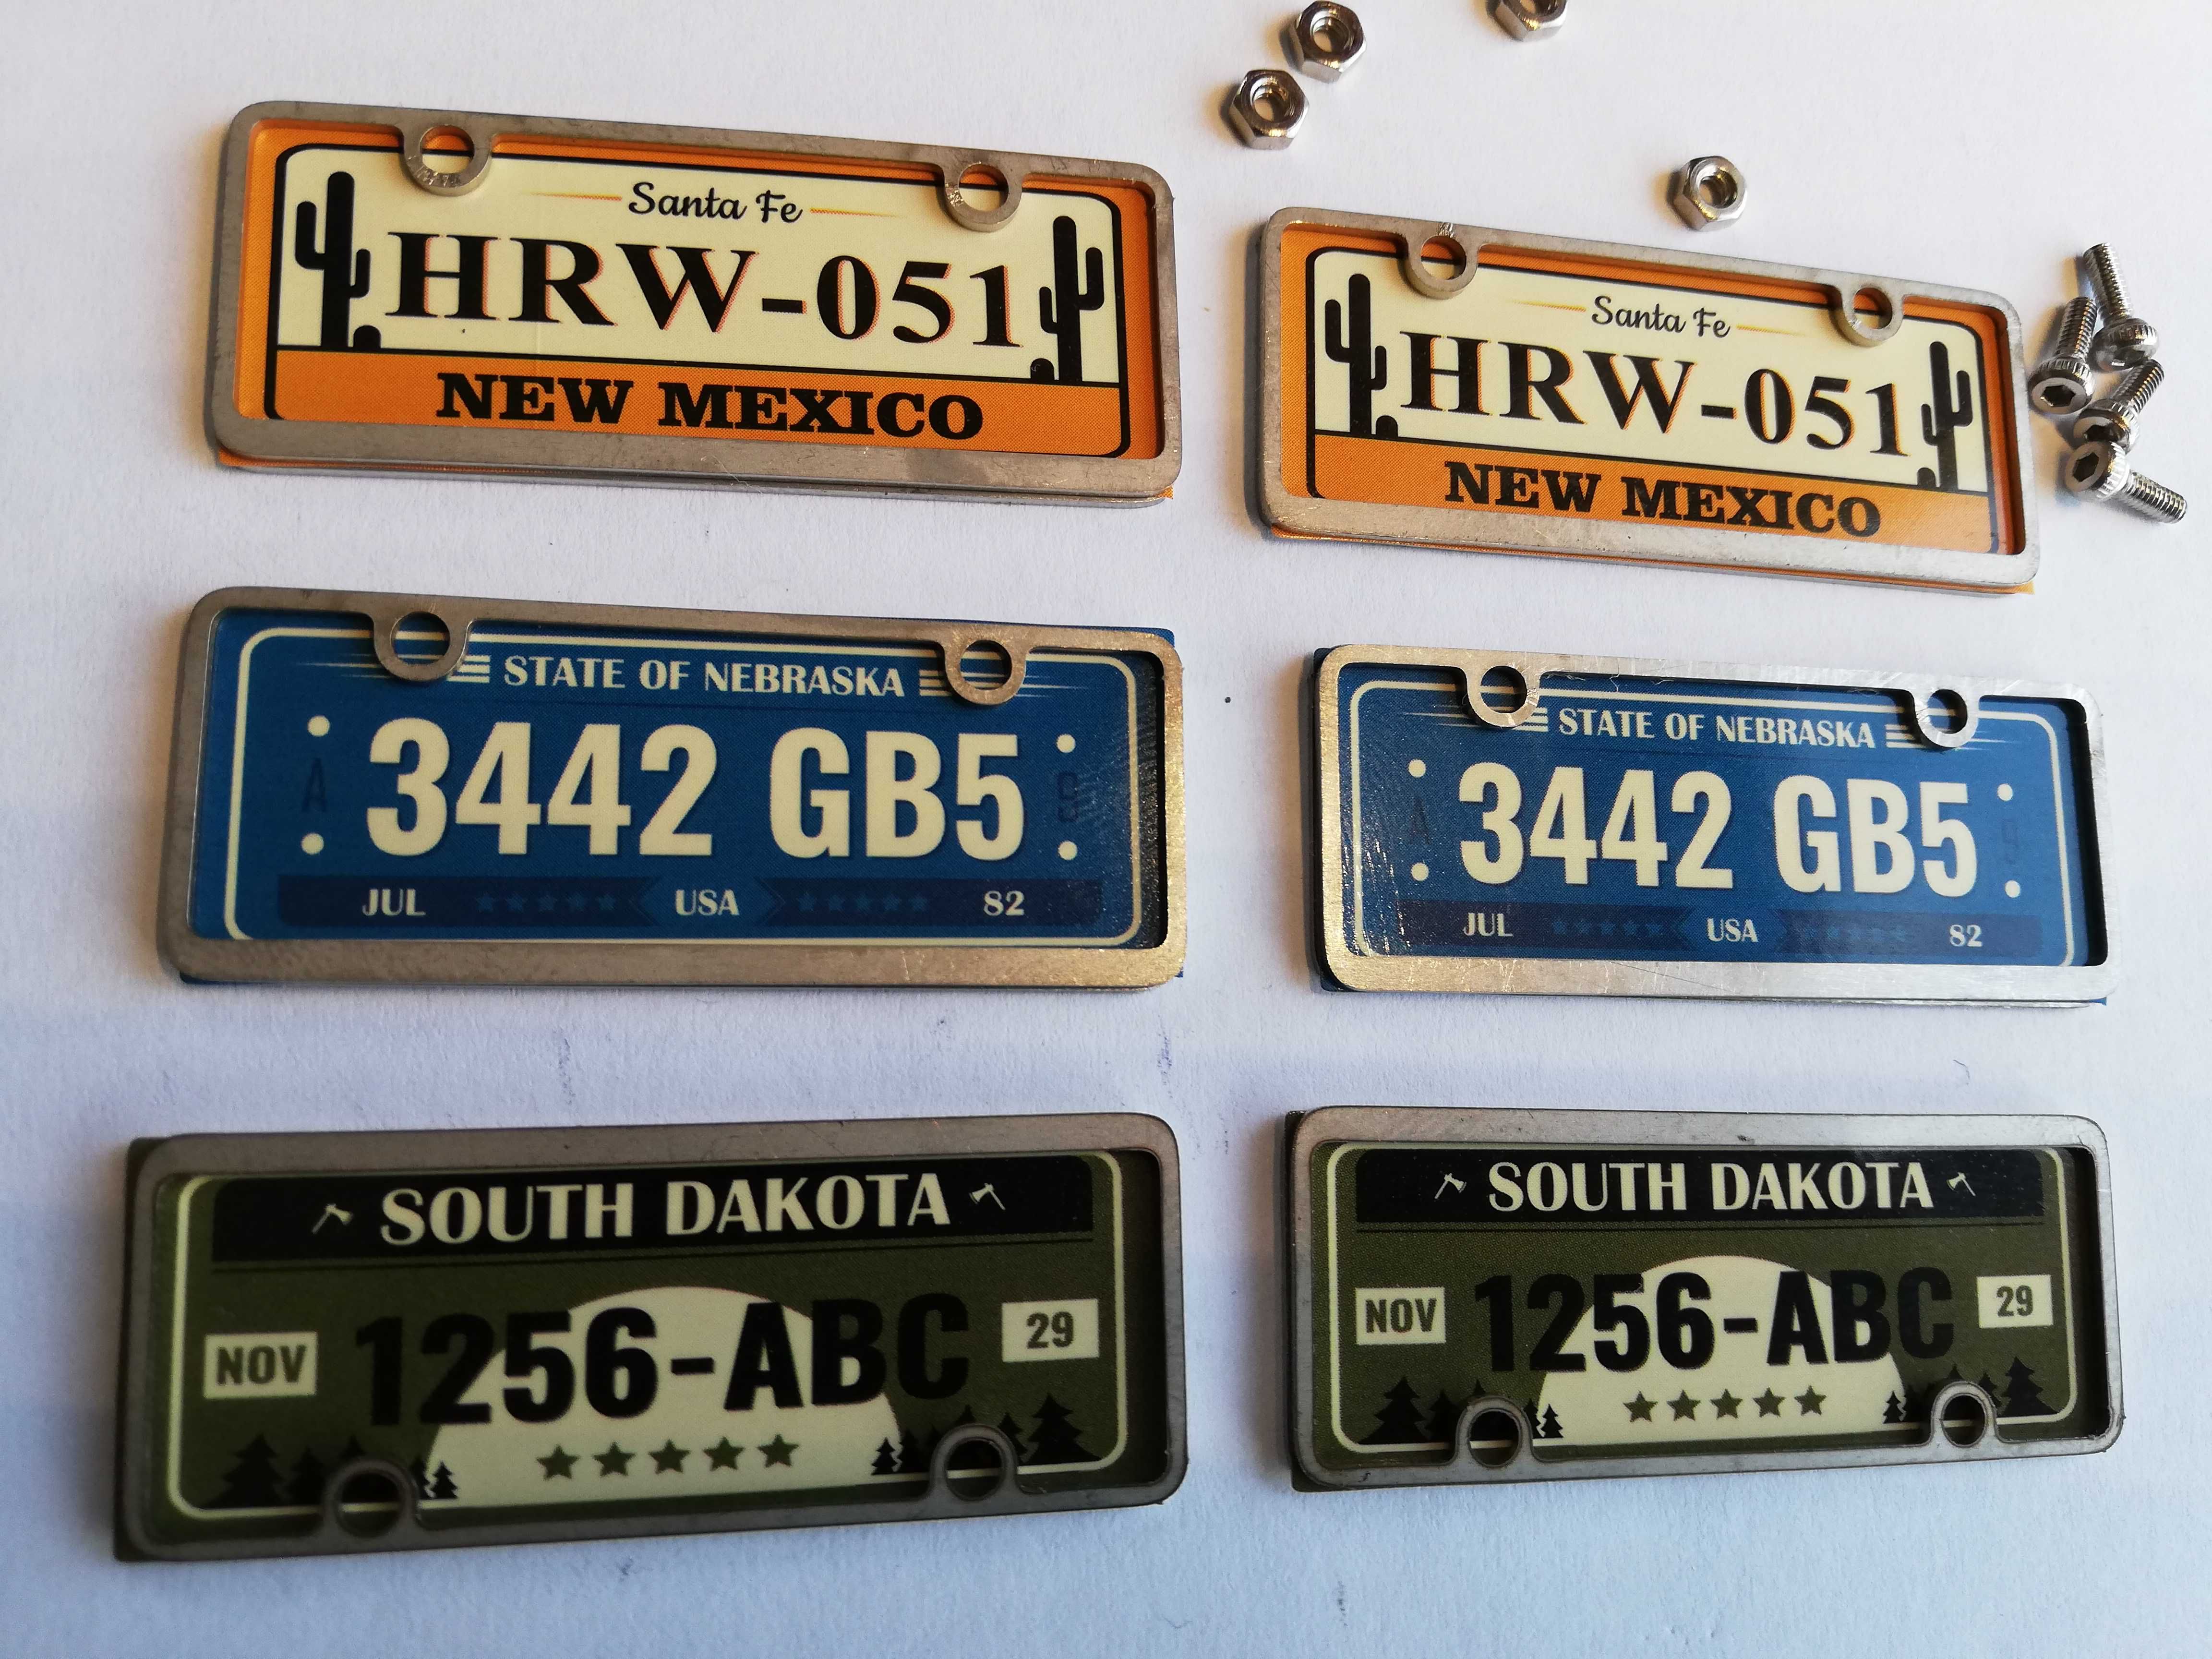 Santa Fe
HRW-051
NEW MEXICO
Santa Fe
HRW-051
NEW MEXICO
STATE OF NEBRASKA
A
3442 GB5
JUL USA 82
STATE OF NEBRASKA
A
3442 GB5
JUL USA 82
SOUTH DAKOTA
NOV 1256-ABC 29
SOUTH DAKOTA
NOV 1256-ABC 29